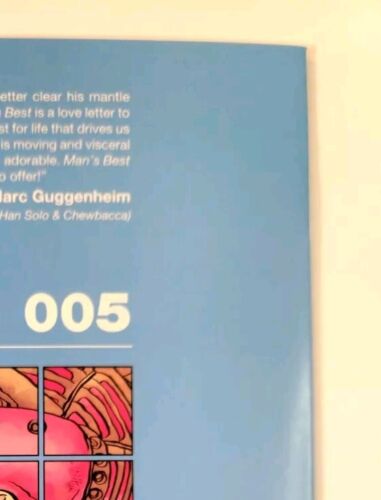 etter clear his mantle
Best is a love letter to
st for life that drives us
is moving and visceral
adorable. Man's Best
o offer!"
larc Guggenheim
Han Solo & Chewbacca)
005